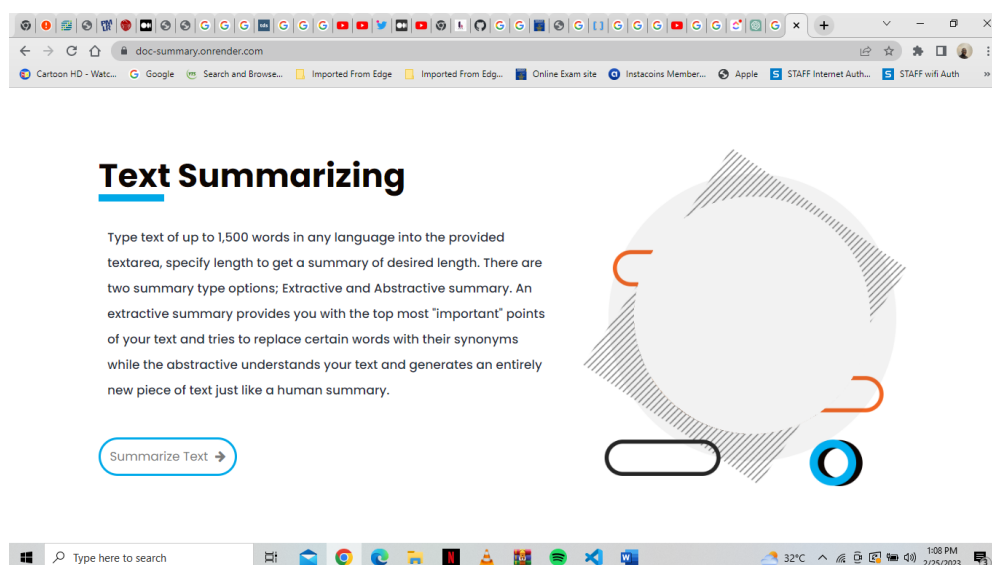 doc-summary.onrender.com
Cartoon HD - Watc... Google Search and Browse... Imported From Edge Imported From Edg... Online Exam site Instacoins Member... Apple STAFF Internet Auth... STAFF wifi Auth »
Text Summarizing
Type text of up to 1,500 words in any language into the provided
textarea, specify length to get a summary of desired length. There are
two summary type options; Extractive and Abstractive summary. An
extractive summary provides you with the top most "important" points
of your text and tries to replace certain words with their synonyms
while the abstractive understands your text and generates an entirely
new piece of text just like a human summary.
Summarize Text
Type here to search
32°C
1:08 PM
2/25/2023